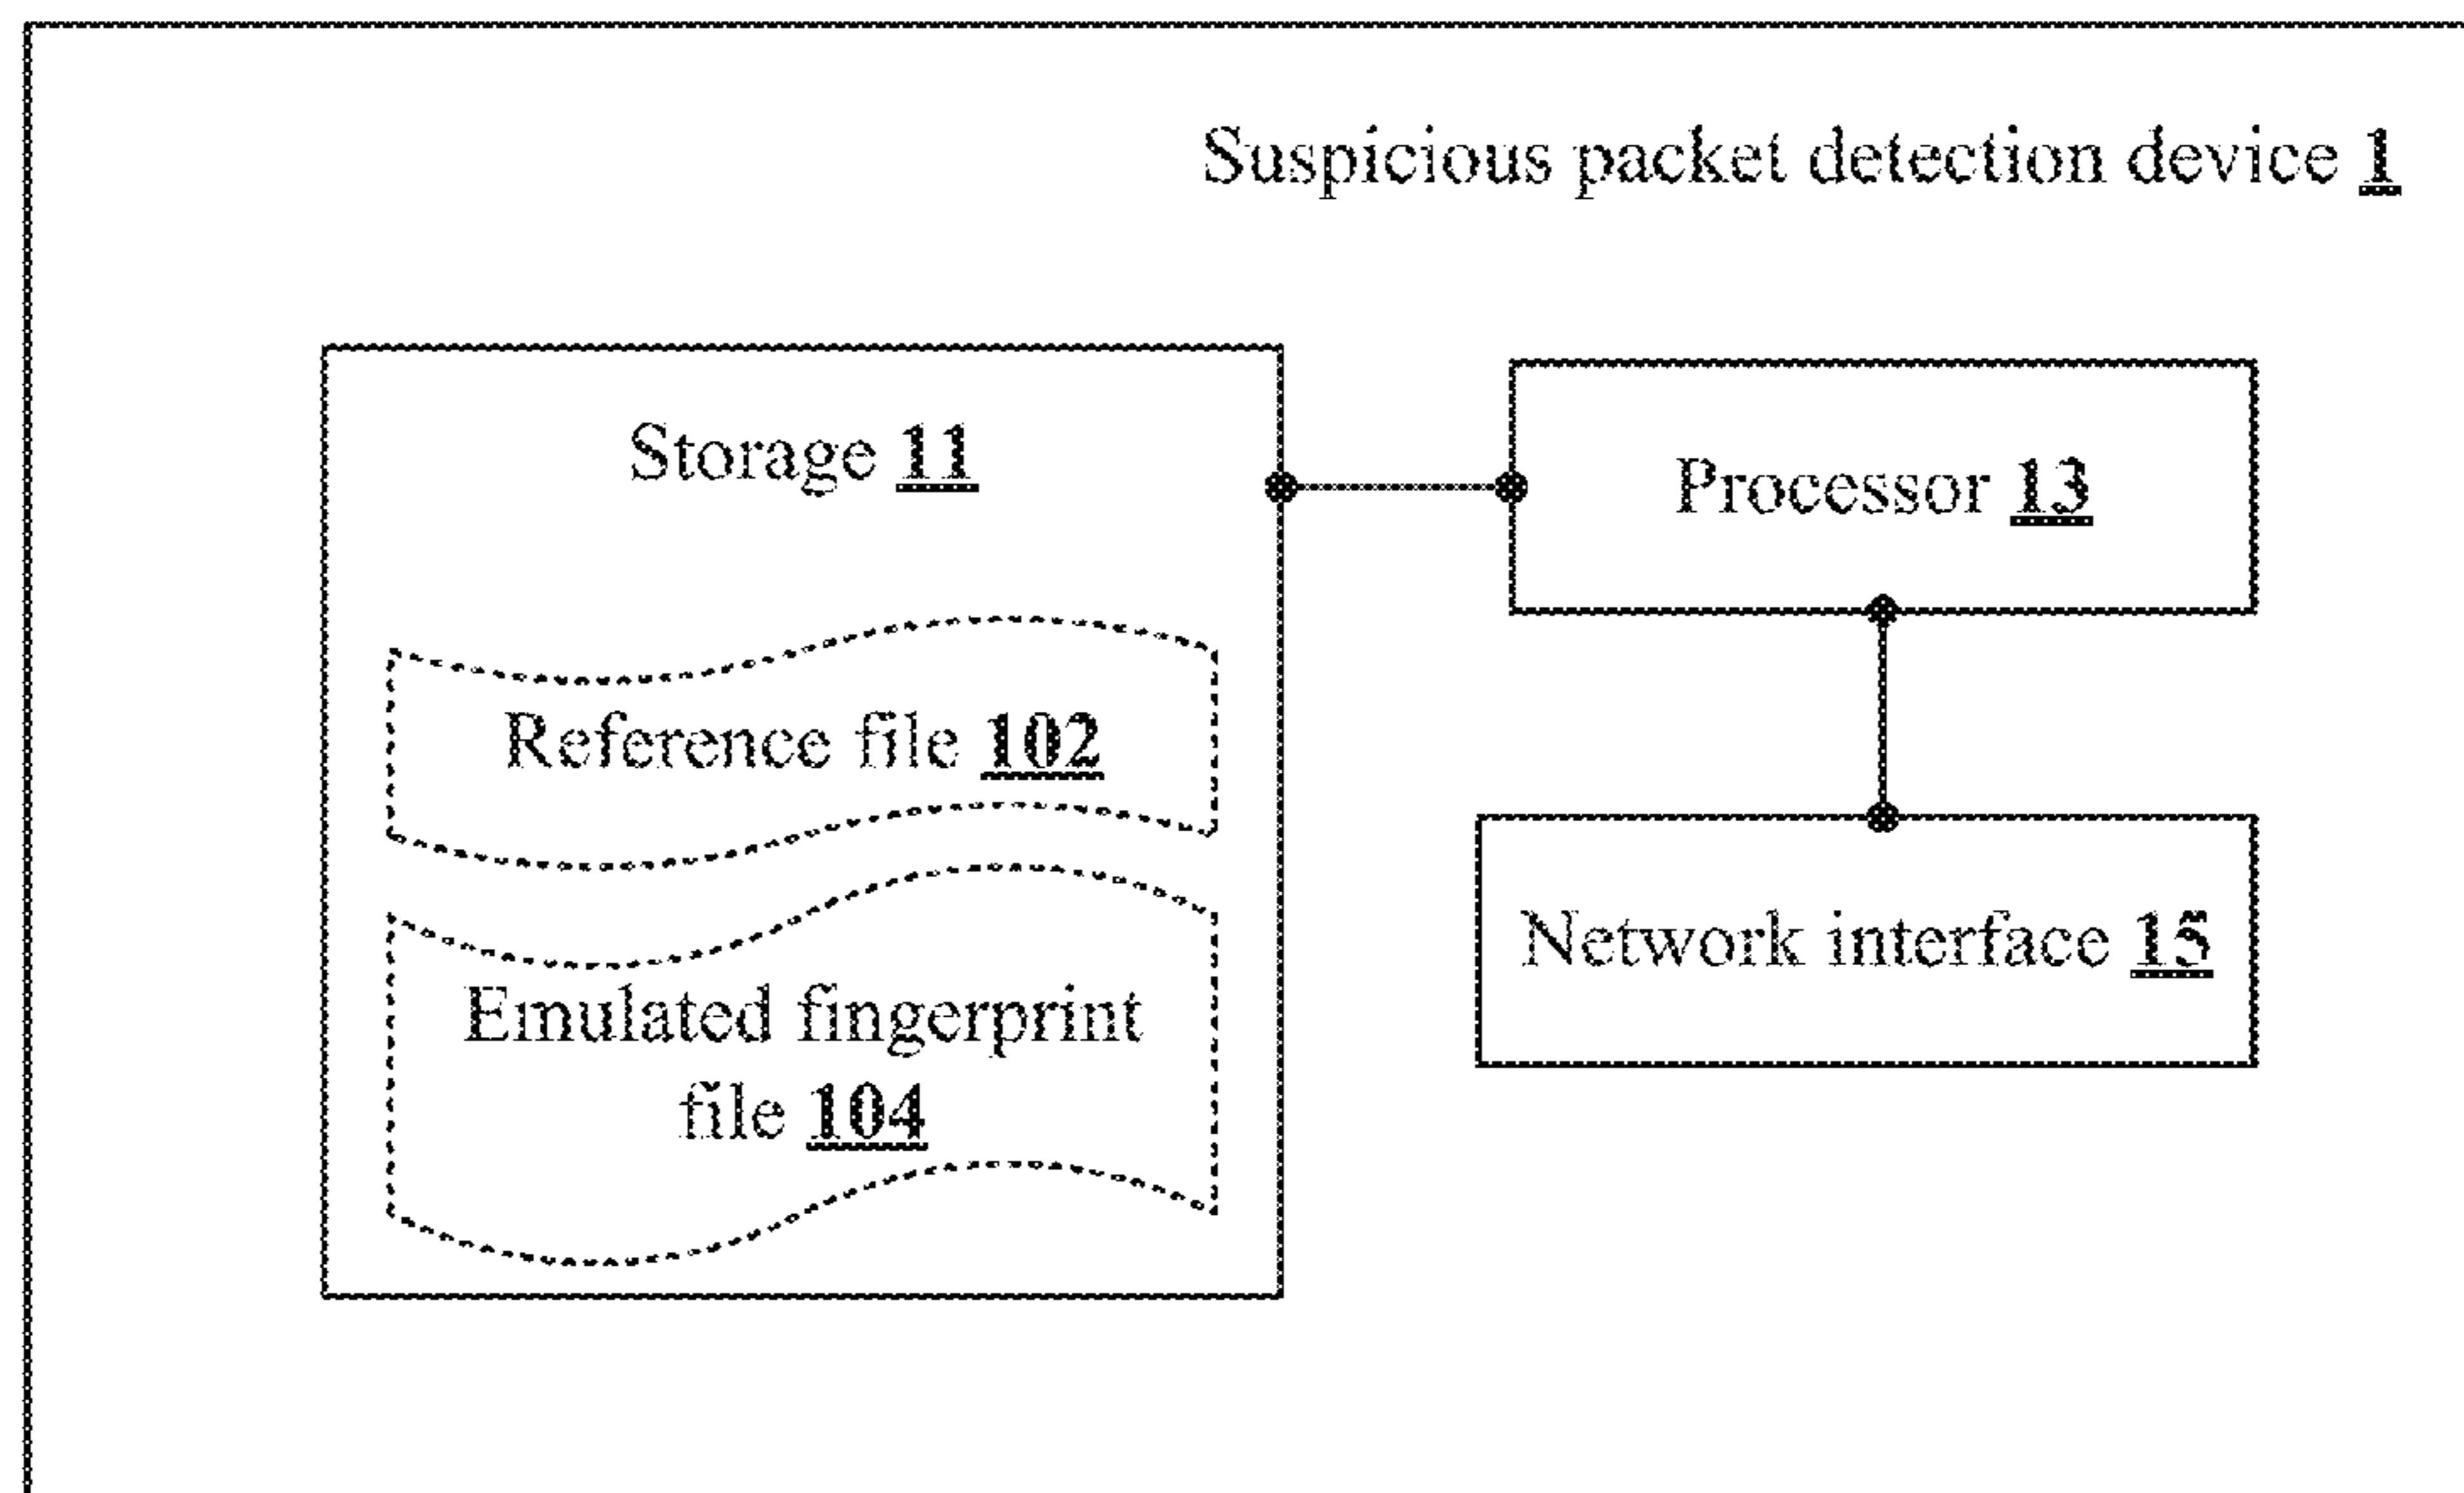 Suspicious packet detection device 1
Storage 11
Processor 13
Reference file 102
Network interface 15
Emulated fingerprint
file 104